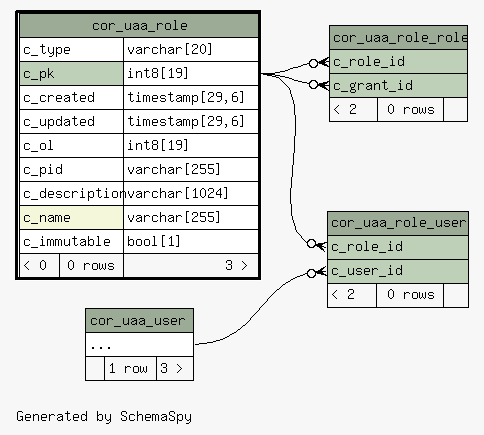 cor_uaa_role
c_type varchar[20]
c_pk int8[19]
c_created timestamp[29,6]
c_updated timestamp[29,6]
c_ol int8[19]
c_pid varchar[255]
c_description varchar[1024]
c_name varchar[255]
c_immutable bool[1]
< 0 0 rows 3 >
cor_uaa_role_role
c_role_id
c_grant_id
< 2 0 rows
cor_uaa_role_user
c_role_id
c_user_id
< 2 0 rows
cor_uaa_user
...
1 row 3 >
Generated by SchemaSpy